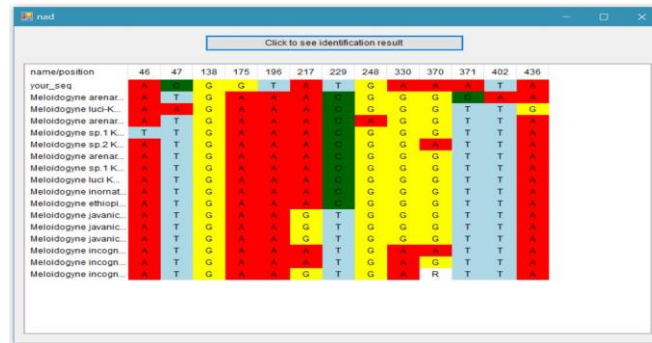 nad
Click to see identification result
name/position 46 47 138 175 196 217 229 248 330 370 371 402 436
your_seq A C G G T A T G A A A T A
Meloidogyne arenar... A T G A A A C G G G C A A
Meloidogyne luci-K... A A G A A A C G G G T T G
Meloidogyne arenar... A T G A A A C A G G T T A
Meloidogyne sp.1 K... T T G A A A C G G G T T A
Meloidogyne sp.2 K... A T G A A A C G G A T T A
Meloidogyne arenar... A T G A A A C G G G T T A
Meloidogyne sp.1 K... A T G A A A C G G G T T A
Meloidogyne luci K... A T G A A A C G G G T T A
Meloidogyne inornat... A T G A A A C G G G T T A
Meloidogyne ethiopi... A T G A A A C G G G T T A
Meloidogyne javanic... A T G A A G T G G G T T A
Meloidogyne javanic... A T G A A G T G G G T T A
Meloidogyne javanic... A T G A A G T G G G T T A
Meloidogyne incogn... A T G A A A T G A A T T A
Meloidogyne incogn... A T G A A A T G A G T T A
Meloidogyne incogn... A T G A A G T G A R T T A